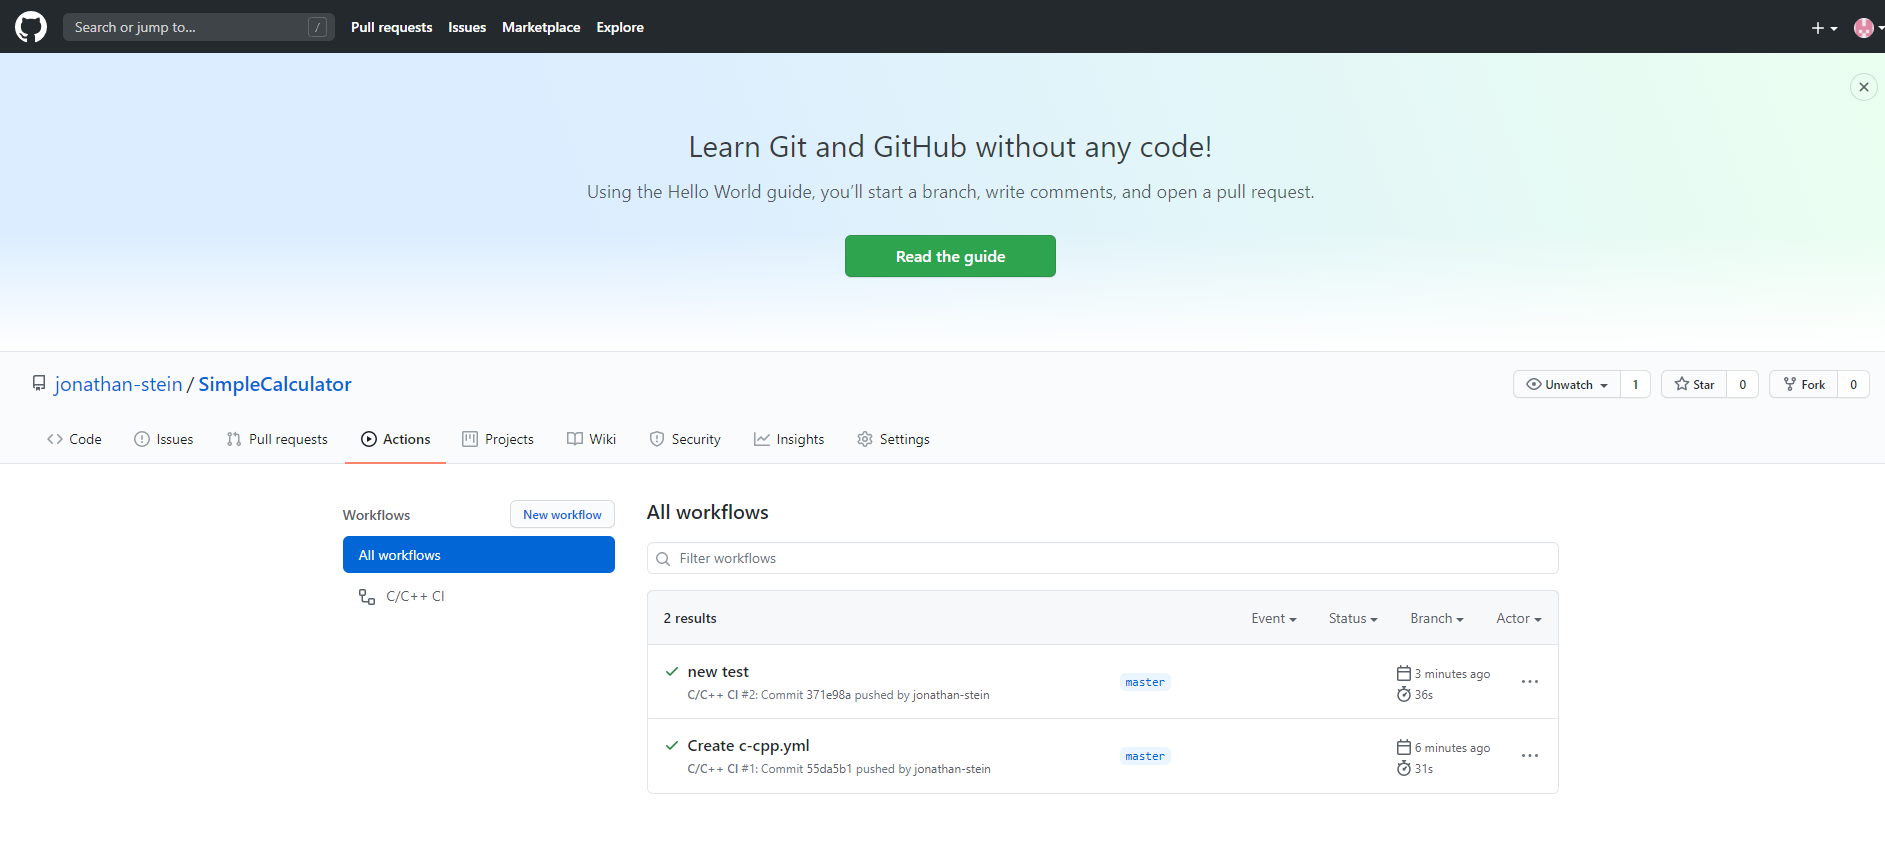 Search or jump to... /
Pull requests Issues Marketplace Explore
Learn Git and GitHub without any code!
Using the Hello World guide, you’ll start a branch, write comments, and open a pull request.
Read the guide
jonathan-stein / SimpleCalculator
Unwatch 1 Star 0 Fork 0
Code Issues Pull requests Actions Projects Wiki Security Insights Settings
Workflows New workflow
All workflows
C/C++ CI
All workflows
Filter workflows
2 results Event Status Branch Actor
new test
C/C++ CI #2: Commit 371e98a pushed by jonathan-stein
master
3 minutes ago
36s
Create c-cpp.yml
C/C++ CI #1: Commit 55da5b1 pushed by jonathan-stein
master
6 minutes ago
31s